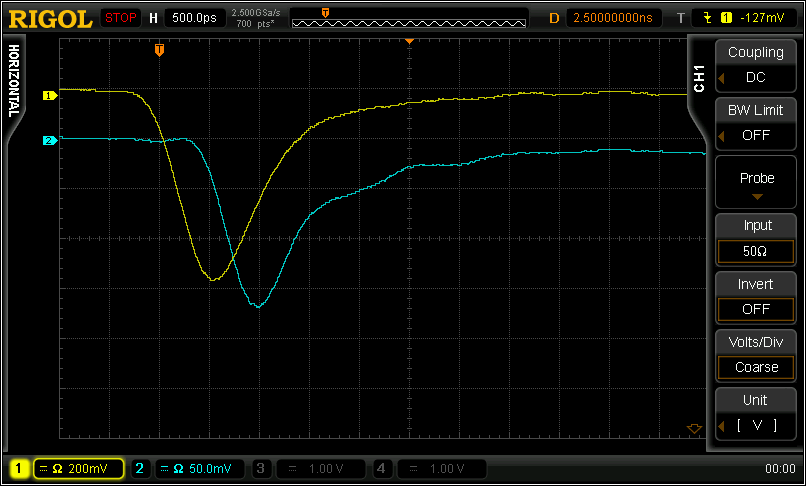 RIGOL STOP H 500.0ps 2.500GSa/s 700 pts* T D 2.50000000ns T 1 -127mV
HORIZONTAL
T
CH1
Coupling
DC
BW Limit
OFF
1
2
Probe
Input
50Ω
Invert
OFF
Volts/Div
Coarse
Unit
[ V ]
1 Ω 200mV 2 Ω 50.0mV 3 1.00 V 4 1.00 V 00:00